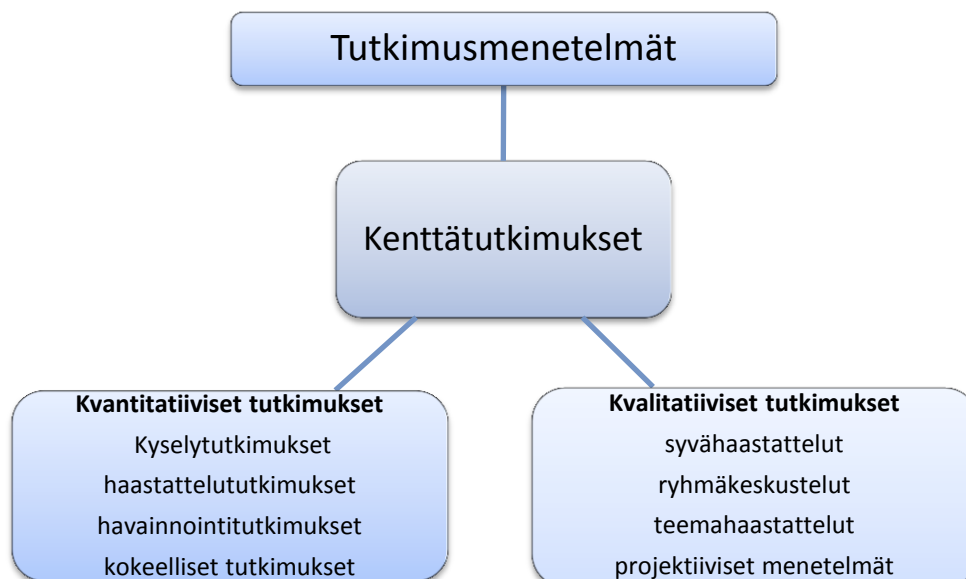 Tutkimusmenetelmät
Kenttätutkimukset
Kvantitatiiviset tutkimukset
Kyselytutkimukset
haastattelututkimukset
havainnointitutkimukset
kokeelliset tutkimukset
Kvalitatiiviset tutkimukset
syvähaastattelut
ryhmäkeskustelut
teemahaastattelut
projektiiviset menetelmät